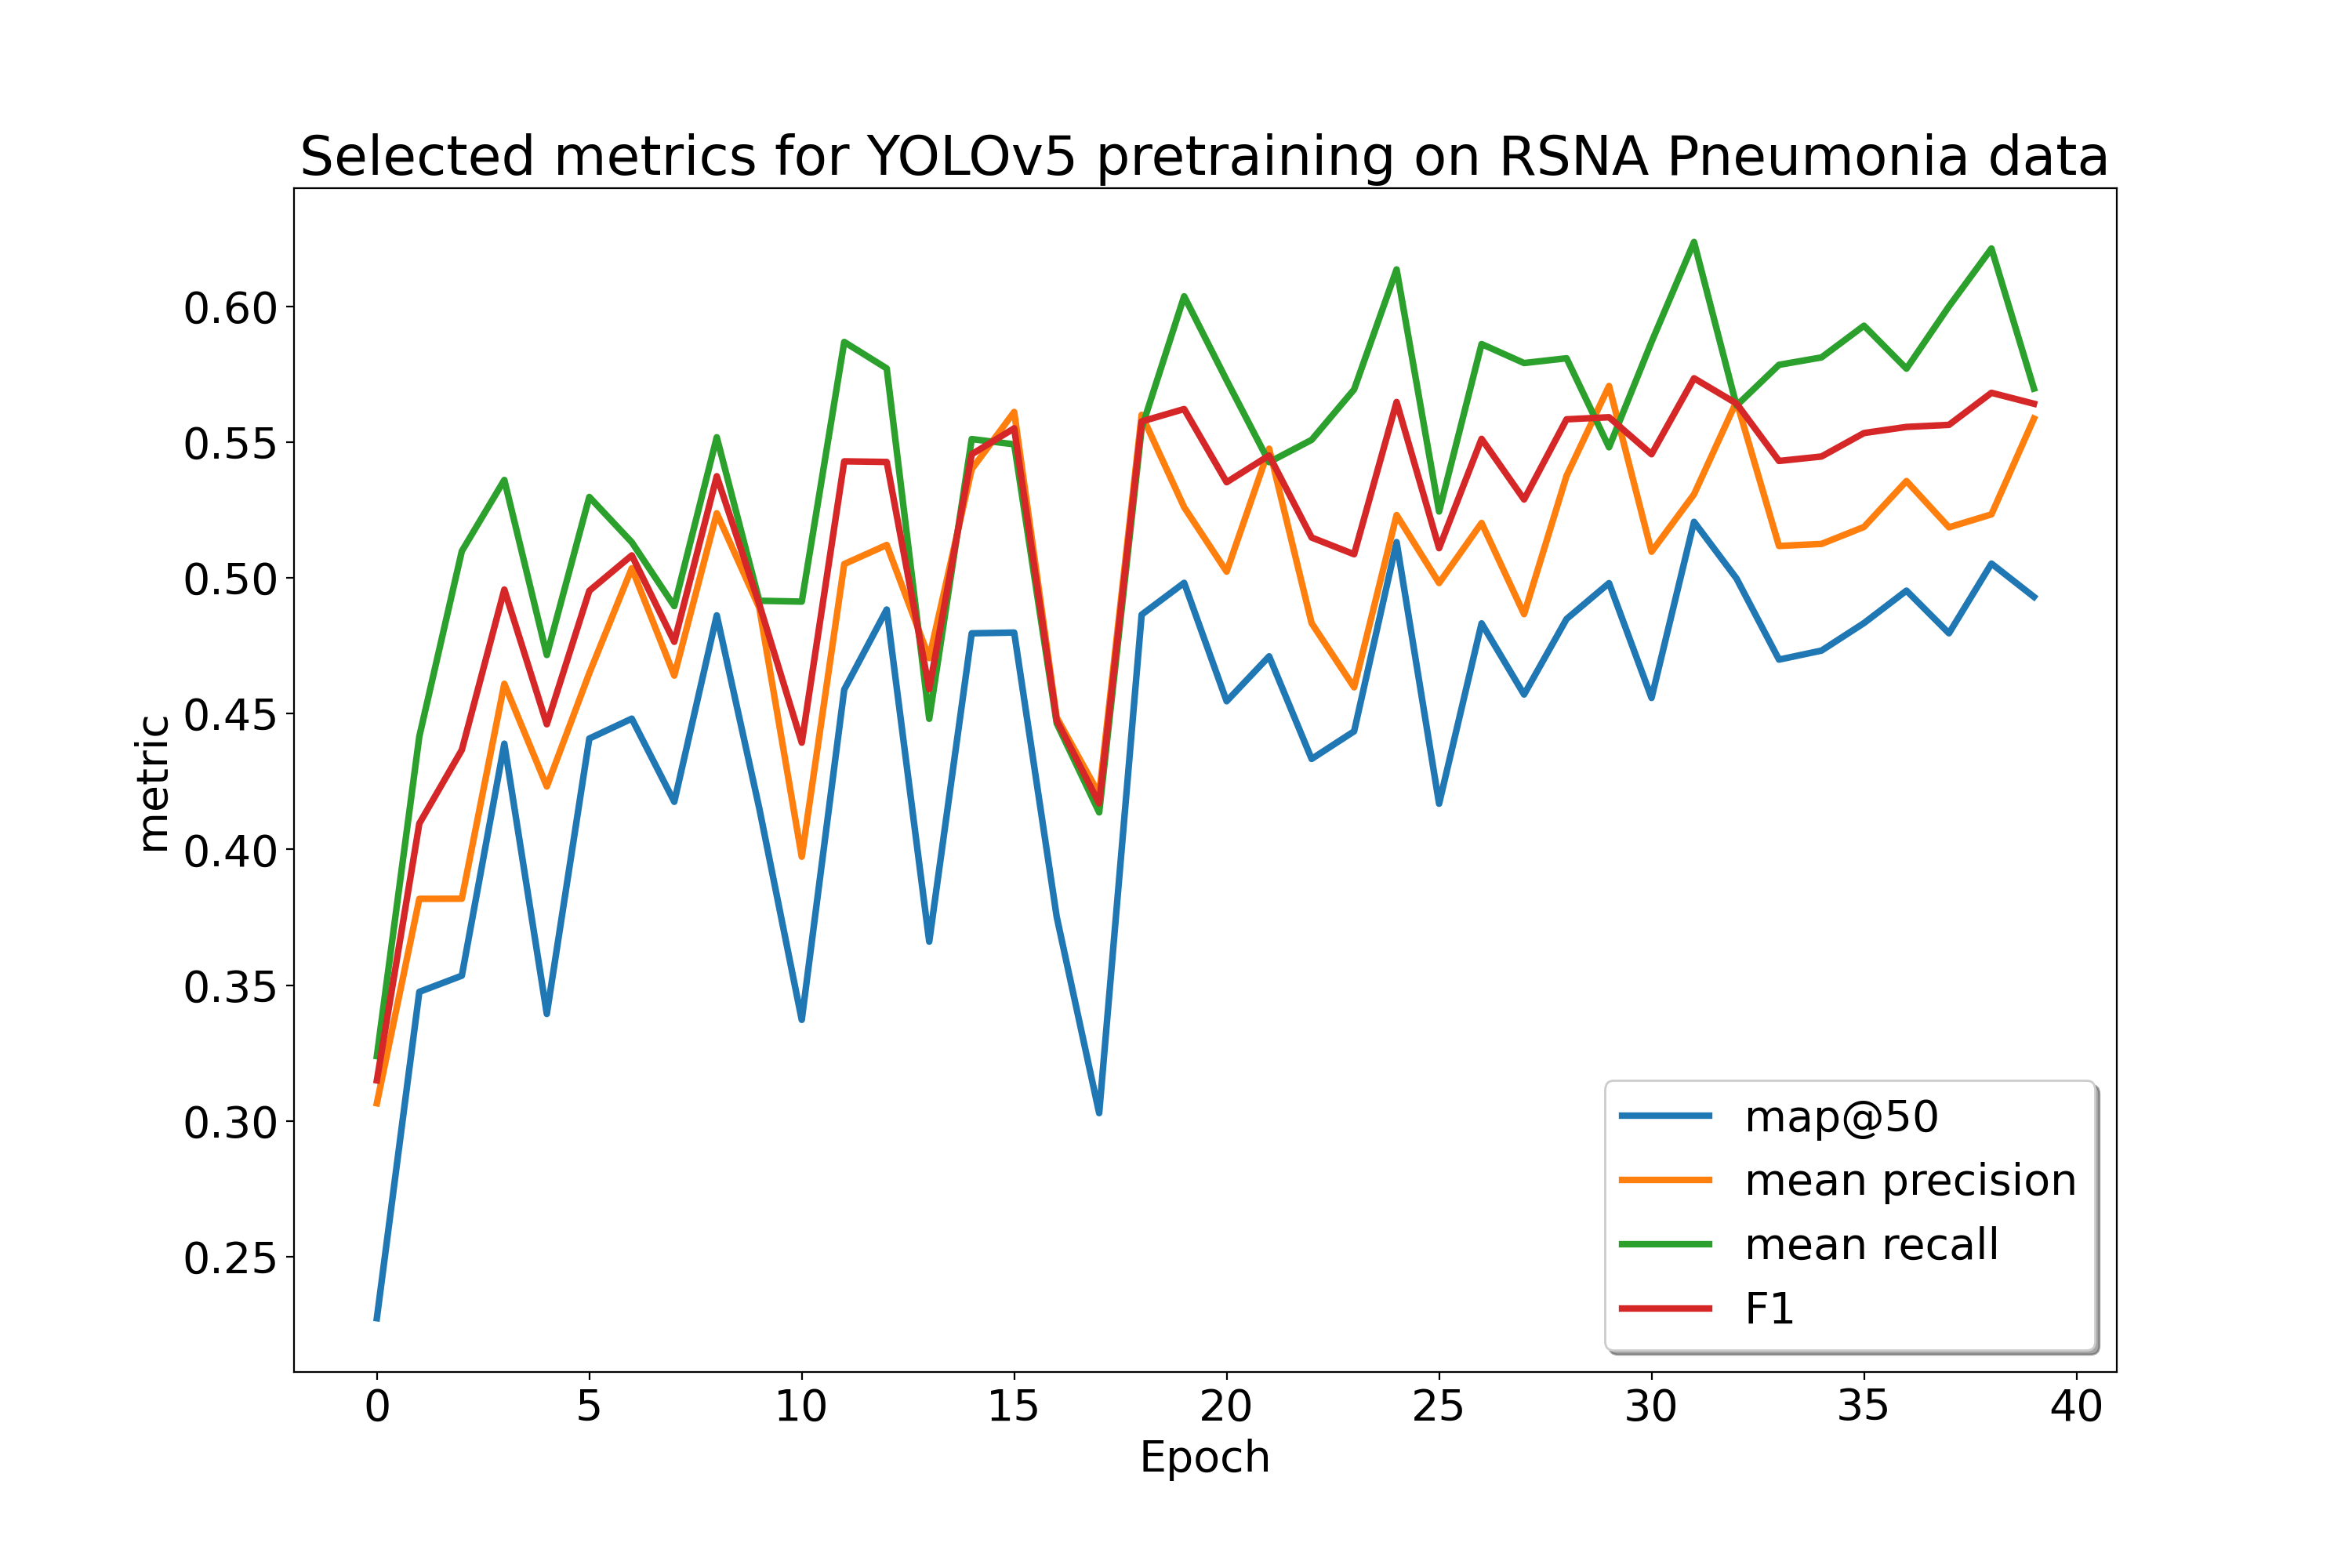 Selected metrics for YOLOv5 pretraining on RSNA Pneumonia data
metric
0.60
0.55
0.50
0.45
0.40
0.35
0.30
0.25
0 5 10 15 20 25 30 35 40
Epoch
map@50
mean precision
mean recall
F1